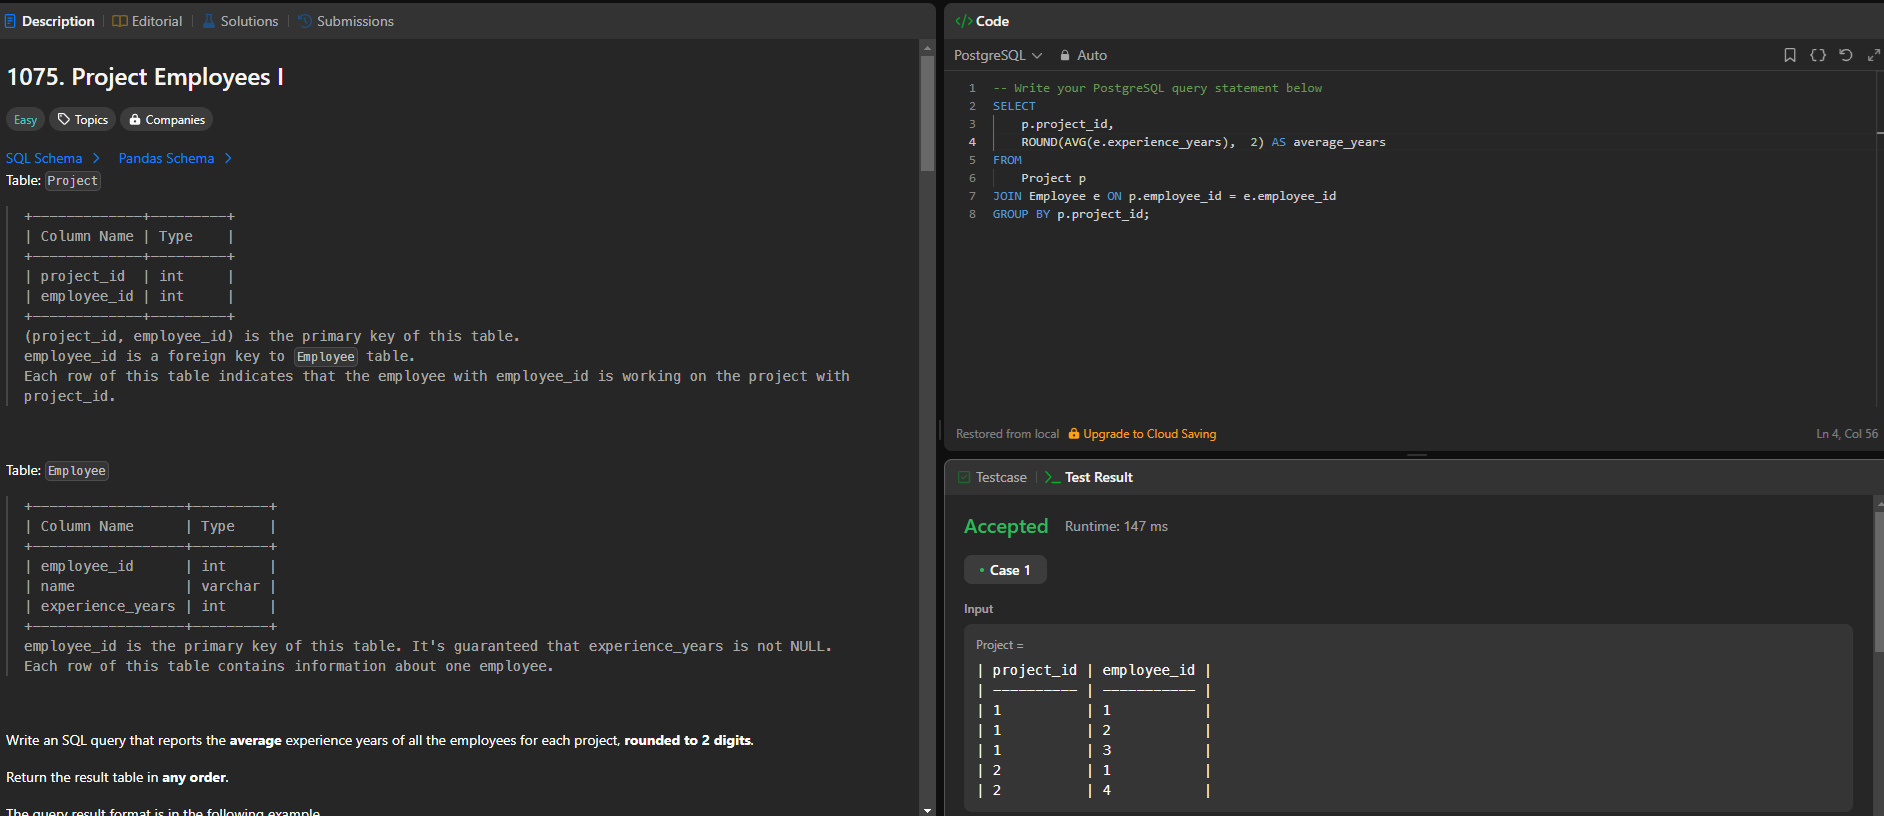 Description | Editorial | Solutions | Submissions
1075. Project Employees I
Easy Topics Companies
SQL Schema > Pandas Schema >
Table: Project
+-------------+---------+
| Column Name | Type    |
+-------------+---------+
| project_id  | int     |
| employee_id | int     |
+-------------+---------+
(project_id, employee_id) is the primary key of this table.
employee_id is a foreign key to Employee table.
Each row of this table indicates that the employee with employee_id is working on the project with
project_id.
Table: Employee
+------------------+---------+
| Column Name      | Type    |
+------------------+---------+
| employee_id      | int     |
| name             | varchar |
| experience_years | int     |
+------------------+---------+
employee_id is the primary key of this table. It's guaranteed that experience_years is not NULL.
Each row of this table contains information about one employee.
Write an SQL query that reports the average experience years of all the employees for each project, rounded to 2 digits.
Return the result table in any order.
The query result format is in the following example.
</> Code
PostgreSQL Auto
1 -- Write your PostgreSQL query statement below
2 SELECT
3     p.project_id,
4     ROUND(AVG(e.experience_years),  2) AS average_years
5 FROM
6     Project p
7 JOIN Employee e ON p.employee_id = e.employee_id
8 GROUP BY p.project_id;
Restored from local Upgrade to Cloud Saving Ln 4, Col 56
Testcase | >_ Test Result
Accepted Runtime: 147 ms
• Case 1
Input
Project =
| project_id | employee_id |
| ---------- | ----------- |
| 1          | 1           |
| 1          | 2           |
| 1          | 3           |
| 2          | 1           |
| 2          | 4           |